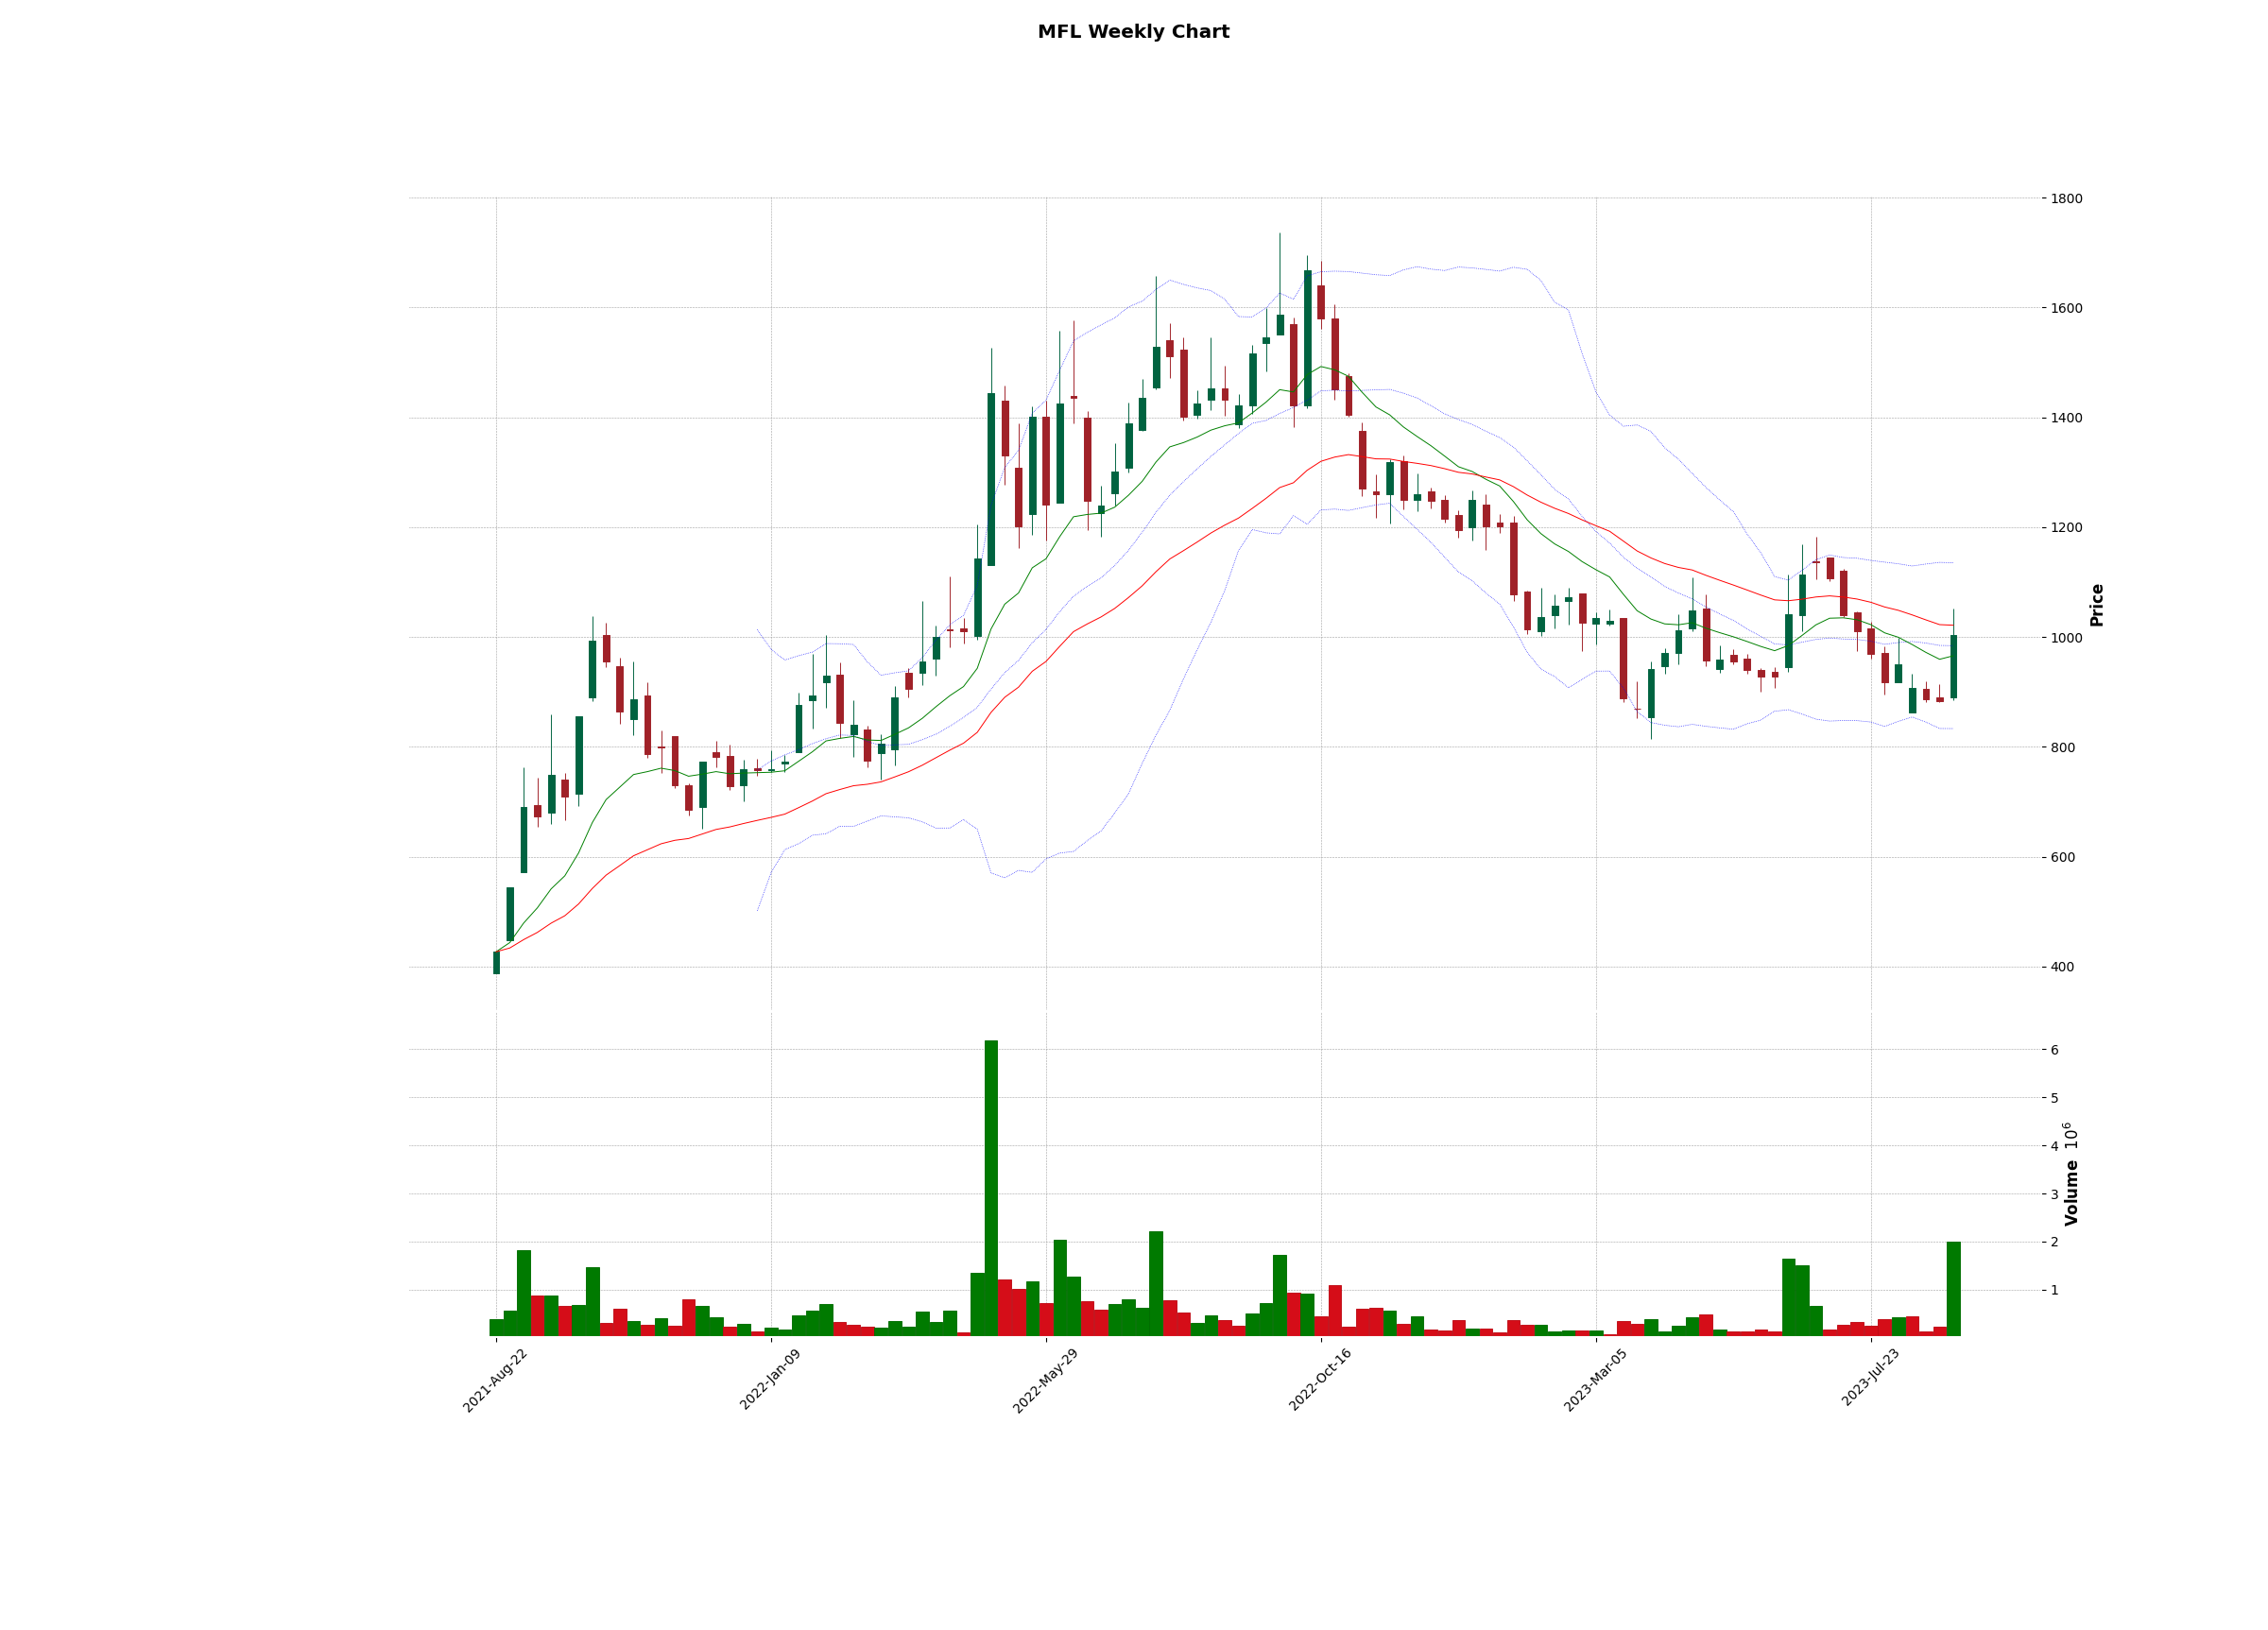 MFL Weekly Chart
1800
1600
1400
1200
1000
800
600
400
Price
6
5
4
3
2
1
Volume 10^6
2021-Aug-22
2022-Jan-09
2022-May-29
2022-Oct-16
2023-Mar-05
2023-Jul-23